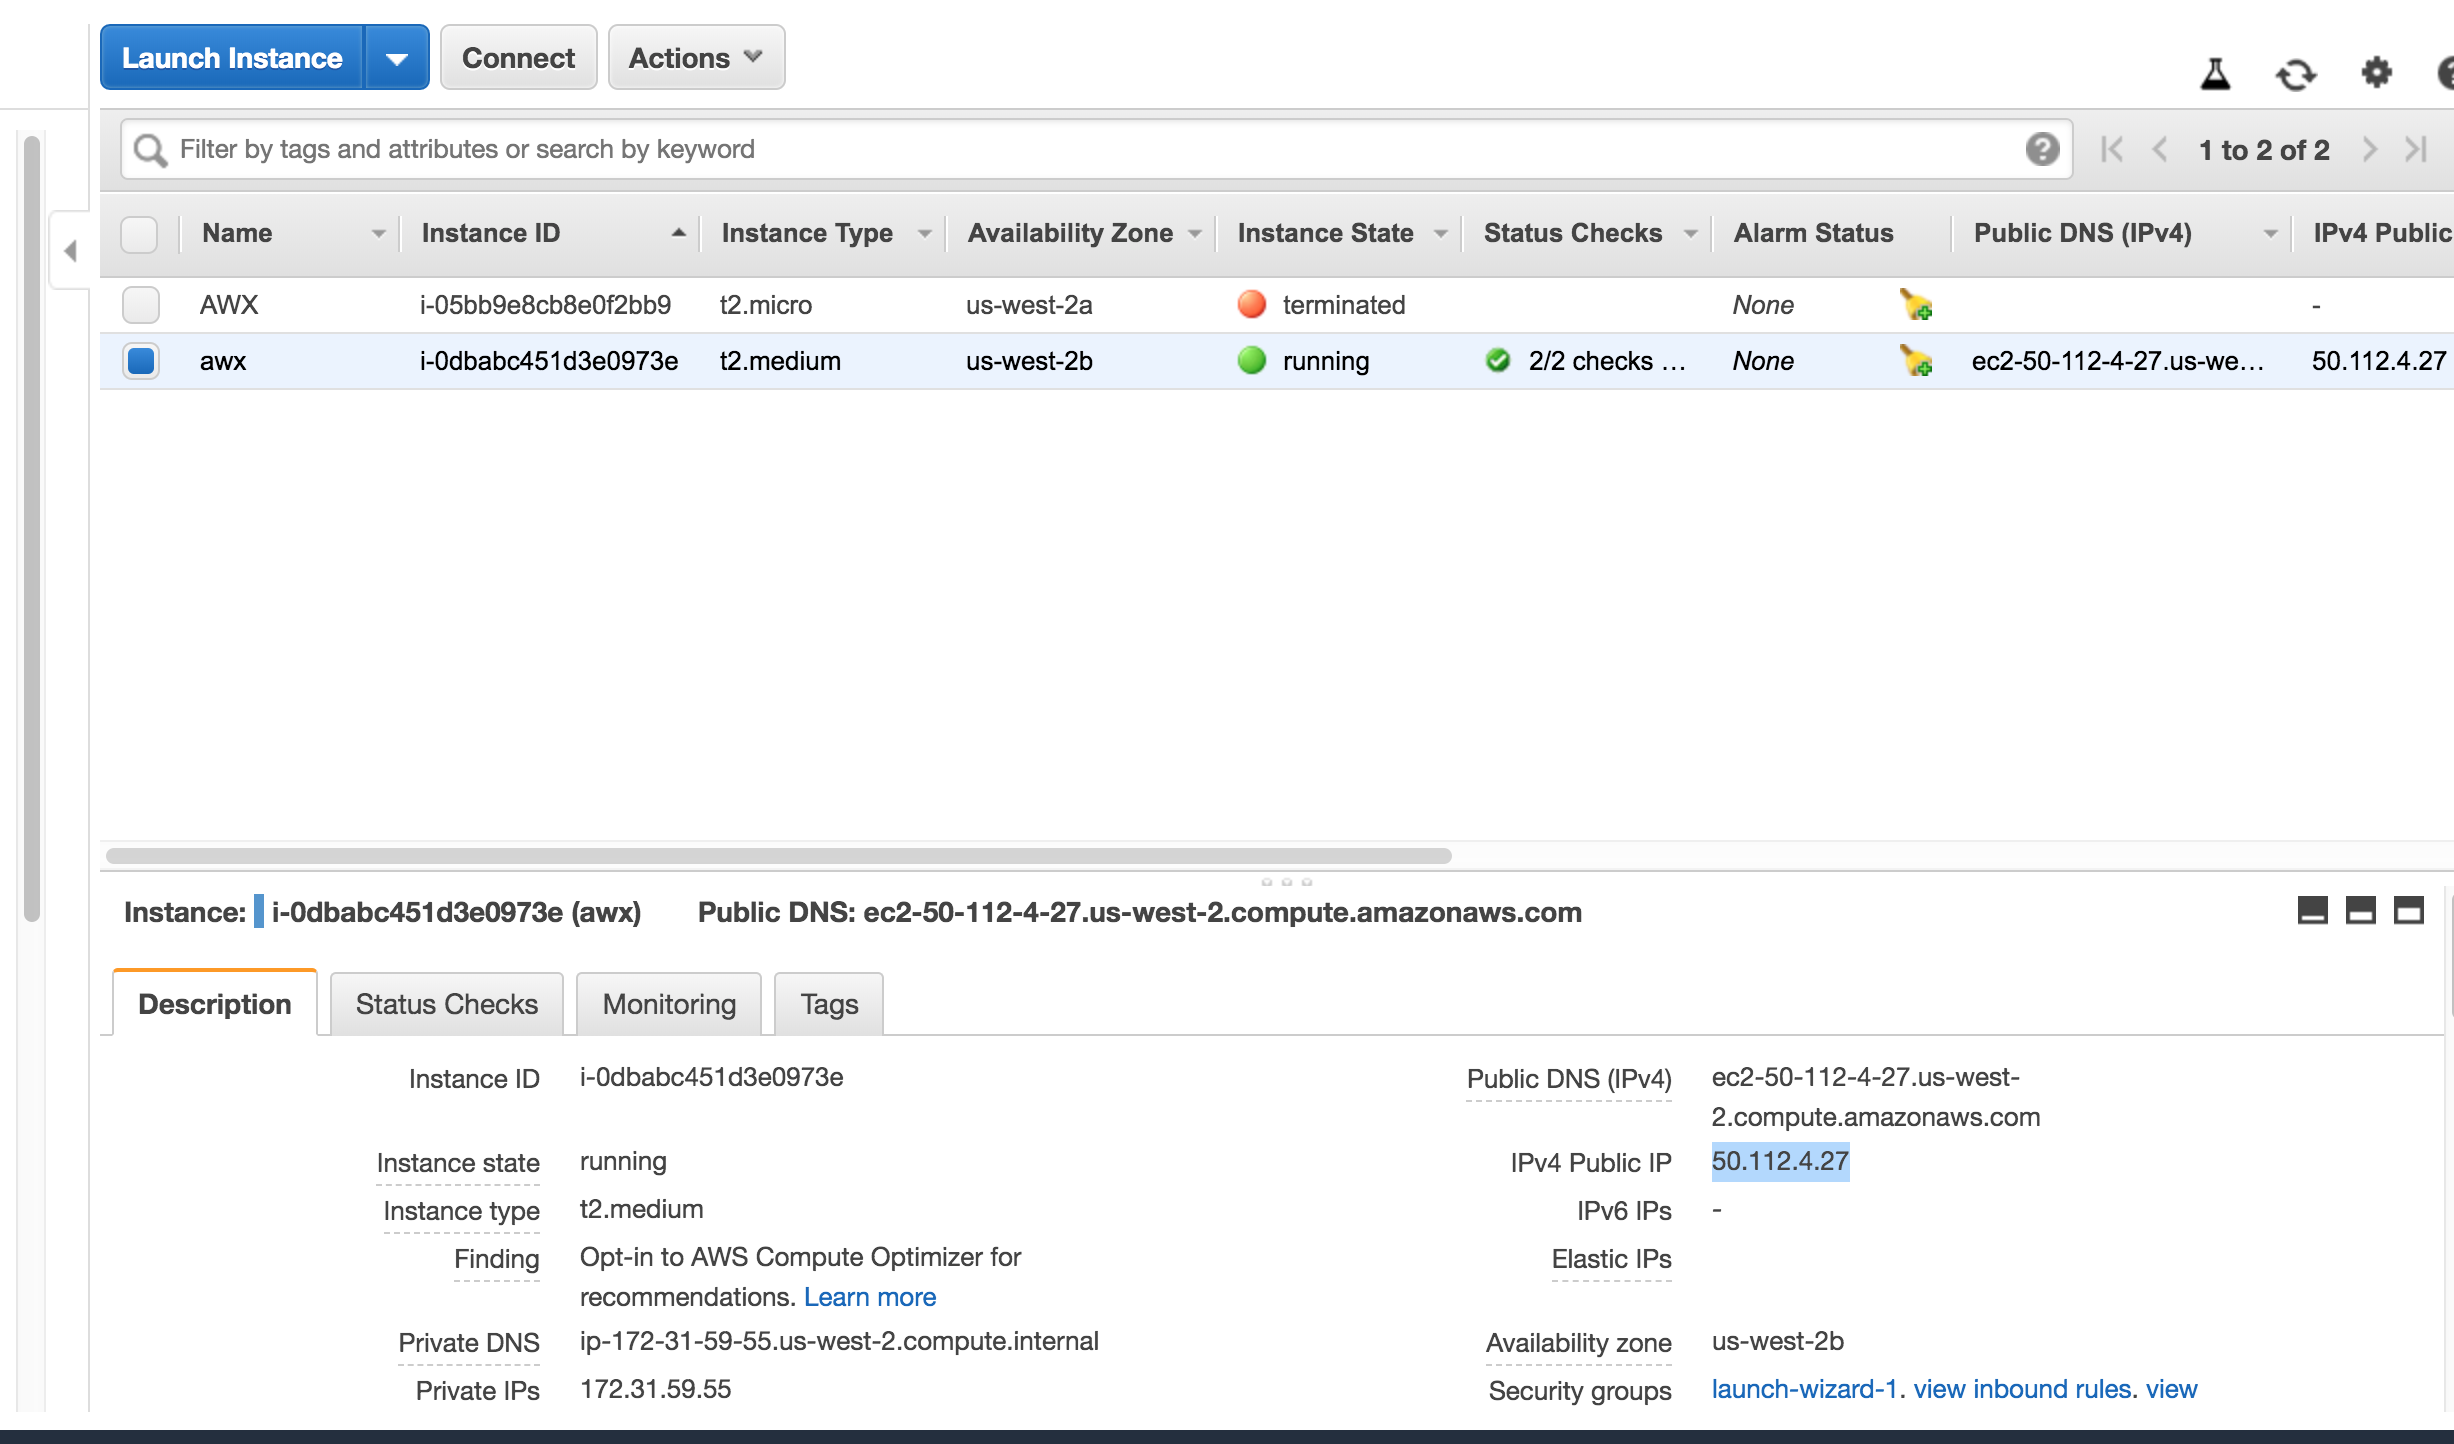 Launch Instance Connect Actions
Filter by tags and attributes or search by keyword 1 to 2 of 2
Name Instance ID Instance Type Availability Zone Instance State Status Checks Alarm Status Public DNS (IPv4) IPv4 Public
AWX i-05bb9e8cb8e0f2bb9 t2.micro us-west-2a terminated None -
awx i-0dbabc451d3e0973e t2.medium us-west-2b running 2/2 checks ... None ec2-50-112-4-27.us-we... 50.112.4.27
Instance: i-0dbabc451d3e0973e (awx) Public DNS: ec2-50-112-4-27.us-west-2.compute.amazonaws.com
Description Status Checks Monitoring Tags
Instance ID i-0dbabc451d3e0973e Public DNS (IPv4) ec2-50-112-4-27.us-west-
2.compute.amazonaws.com
Instance state running IPv4 Public IP 50.112.4.27
Instance type t2.medium IPv6 IPs -
Finding Opt-in to AWS Compute Optimizer for Elastic IPs
recommendations. Learn more
Private DNS ip-172-31-59-55.us-west-2.compute.internal Availability zone us-west-2b
Private IPs 172.31.59.55 Security groups launch-wizard-1. view inbound rules. view